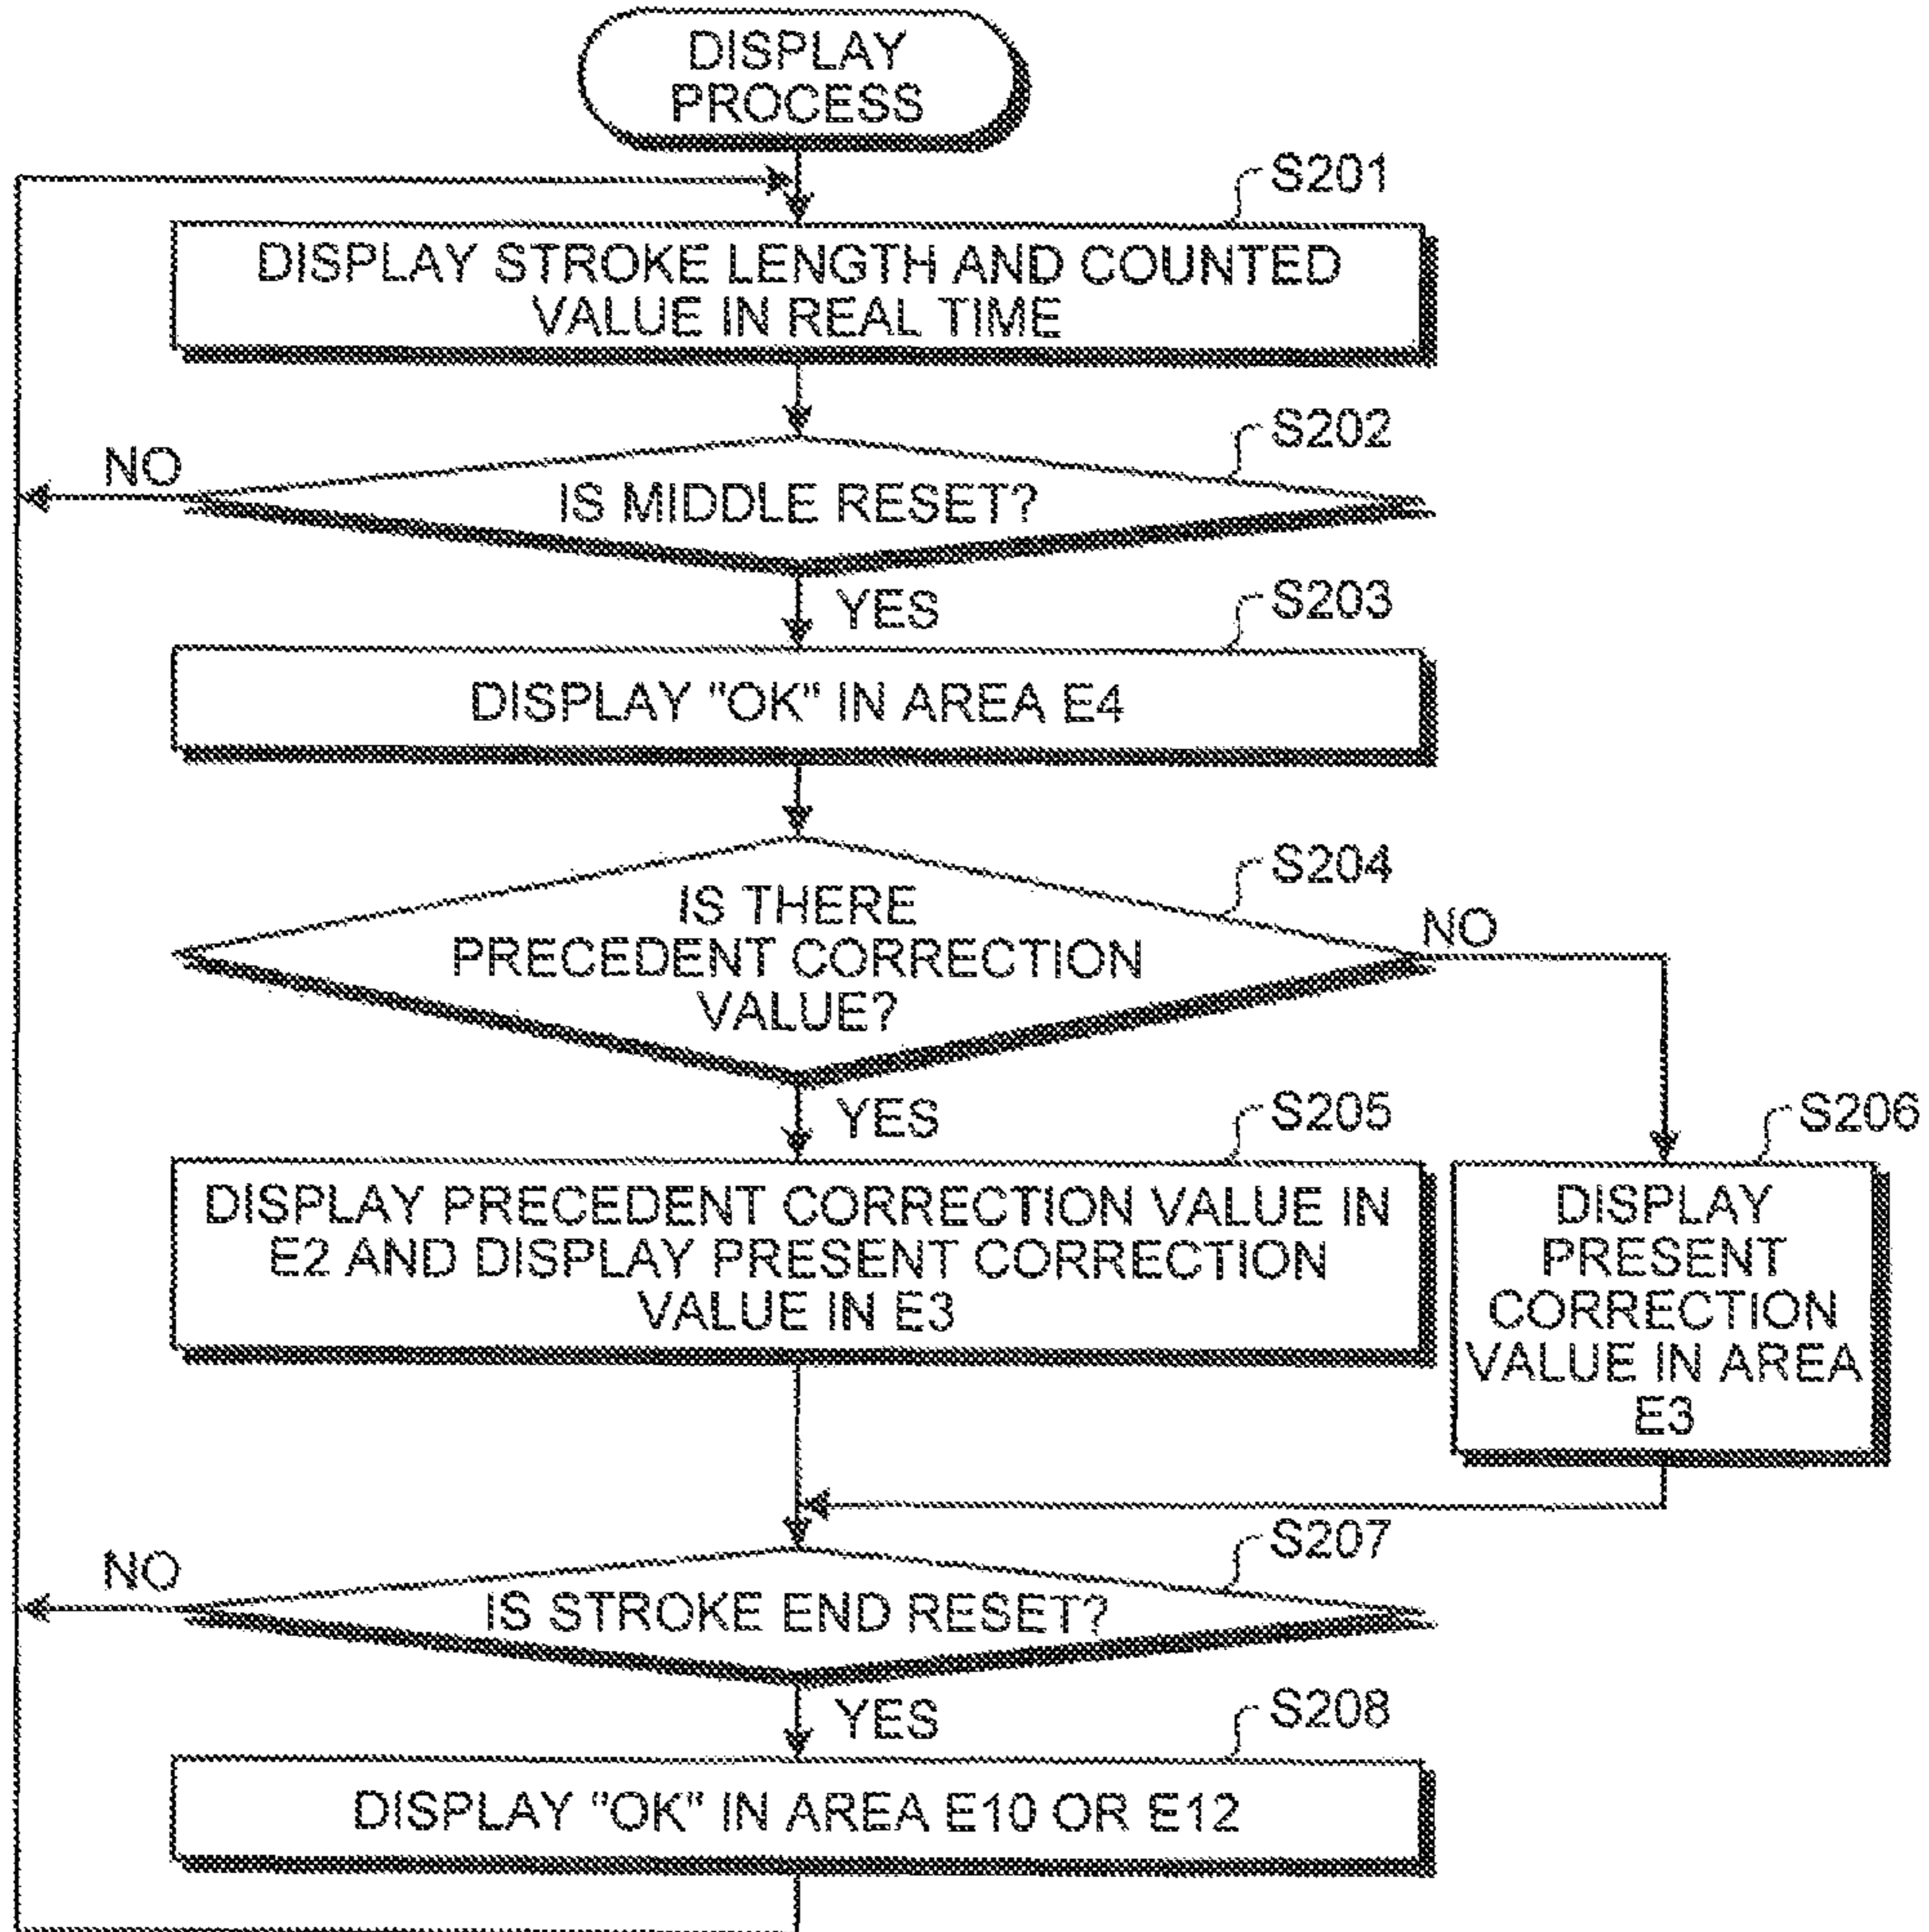 DISPLAY
PROCESS
S201
DISPLAY STROKE LENGTH AND COUNTED
VALUE IN REAL TIME
S202
NO
IS MIDDLE RESET?
YES
S203
DISPLAY "OK" IN AREA E4
S204
IS THERE
PRECEDENT CORRECTION
VALUE?
NO
YES
S205
S206
DISPLAY PRECEDENT CORRECTION VALUE IN
E2 AND DISPLAY PRESENT CORRECTION
VALUE IN E3
DISPLAY
PRESENT
CORRECTION
VALUE IN AREA
E3
S207
NO
IS STROKE END RESET?
YES
S208
DISPLAY "OK" IN AREA E10 OR E12